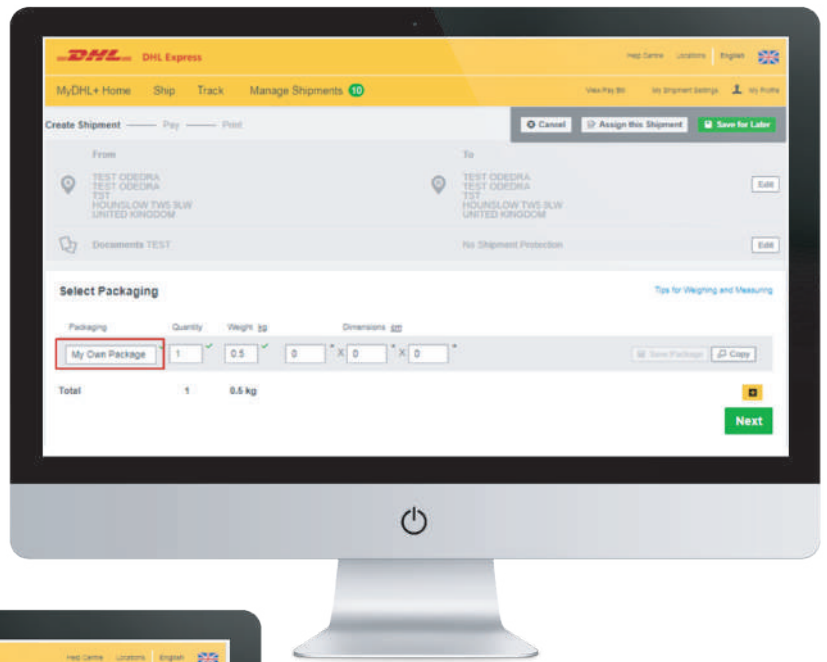 DHL DHL Express
Help Centre Locations English
MyDHL+ Home Ship Track Manage Shipments 10
View/Pay Bill My Shipment Settings My Profile
Create Shipment Pay Print
Cancel Assign this Shipment Save for Later
From
TEST ODEDRA
TEST ODEDRA
TST
HOUNSLOW TW5 9LW
UNITED KINGDOM
To
TEST ODEDRA
TEST ODEDRA
TST
HOUNSLOW TW5 9LW
UNITED KINGDOM
Edit
Documents TEST
No Shipment Protection
Edit
Select Packaging
Tips for Weighing and Measuring
Packaging Quantity Weight kg Dimensions cm
My Own Package 1 0.5 0 * X 0 * X 0 *
Save Package Copy
Total 1 0.5 kg
Next
Help Centre Locations English